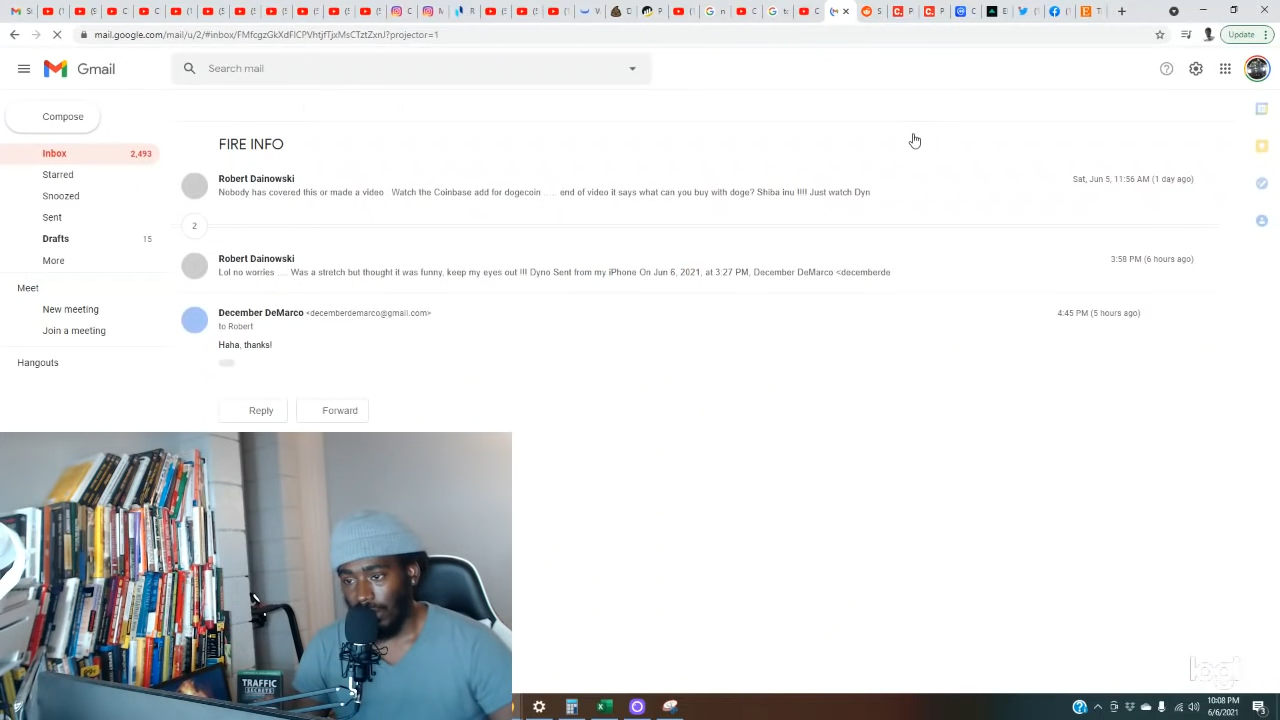 mail.google.com/mail/u/2/#inbox/FMfcgzGkXdFlCPVhtjfTjxMsCTztZxnJ?projector=1
Update
Gmail
Search mail
Compose
FIRE INFO
Inbox 2,493
Starred
Snoozed
Sent
Drafts 15
More
Meet
New meeting
Join a meeting
Hangouts
Robert Dainowski
Sat, Jun 5, 11:56 AM (1 day ago)
Nobody has covered this or made a video Watch the Coinbase add for dogecoin ..... end of video it says what can you buy with doge? Shiba inu !!!! Just watch Dyn
2
Robert Dainowski
3:58 PM (6 hours ago)
Lol no worries .... Was a stretch but thought it was funny, keep my eyes out !!! Dyno Sent from my iPhone On Jun 6, 2021, at 3:27 PM, December DeMarco <decemberde
December DeMarco <decemberdemarco@gmail.com>
4:45 PM (5 hours ago)
to Robert
Haha, thanks!
Reply
Forward
TRAFFIC
SECRETS
logi
10:08 PM
6/6/2021